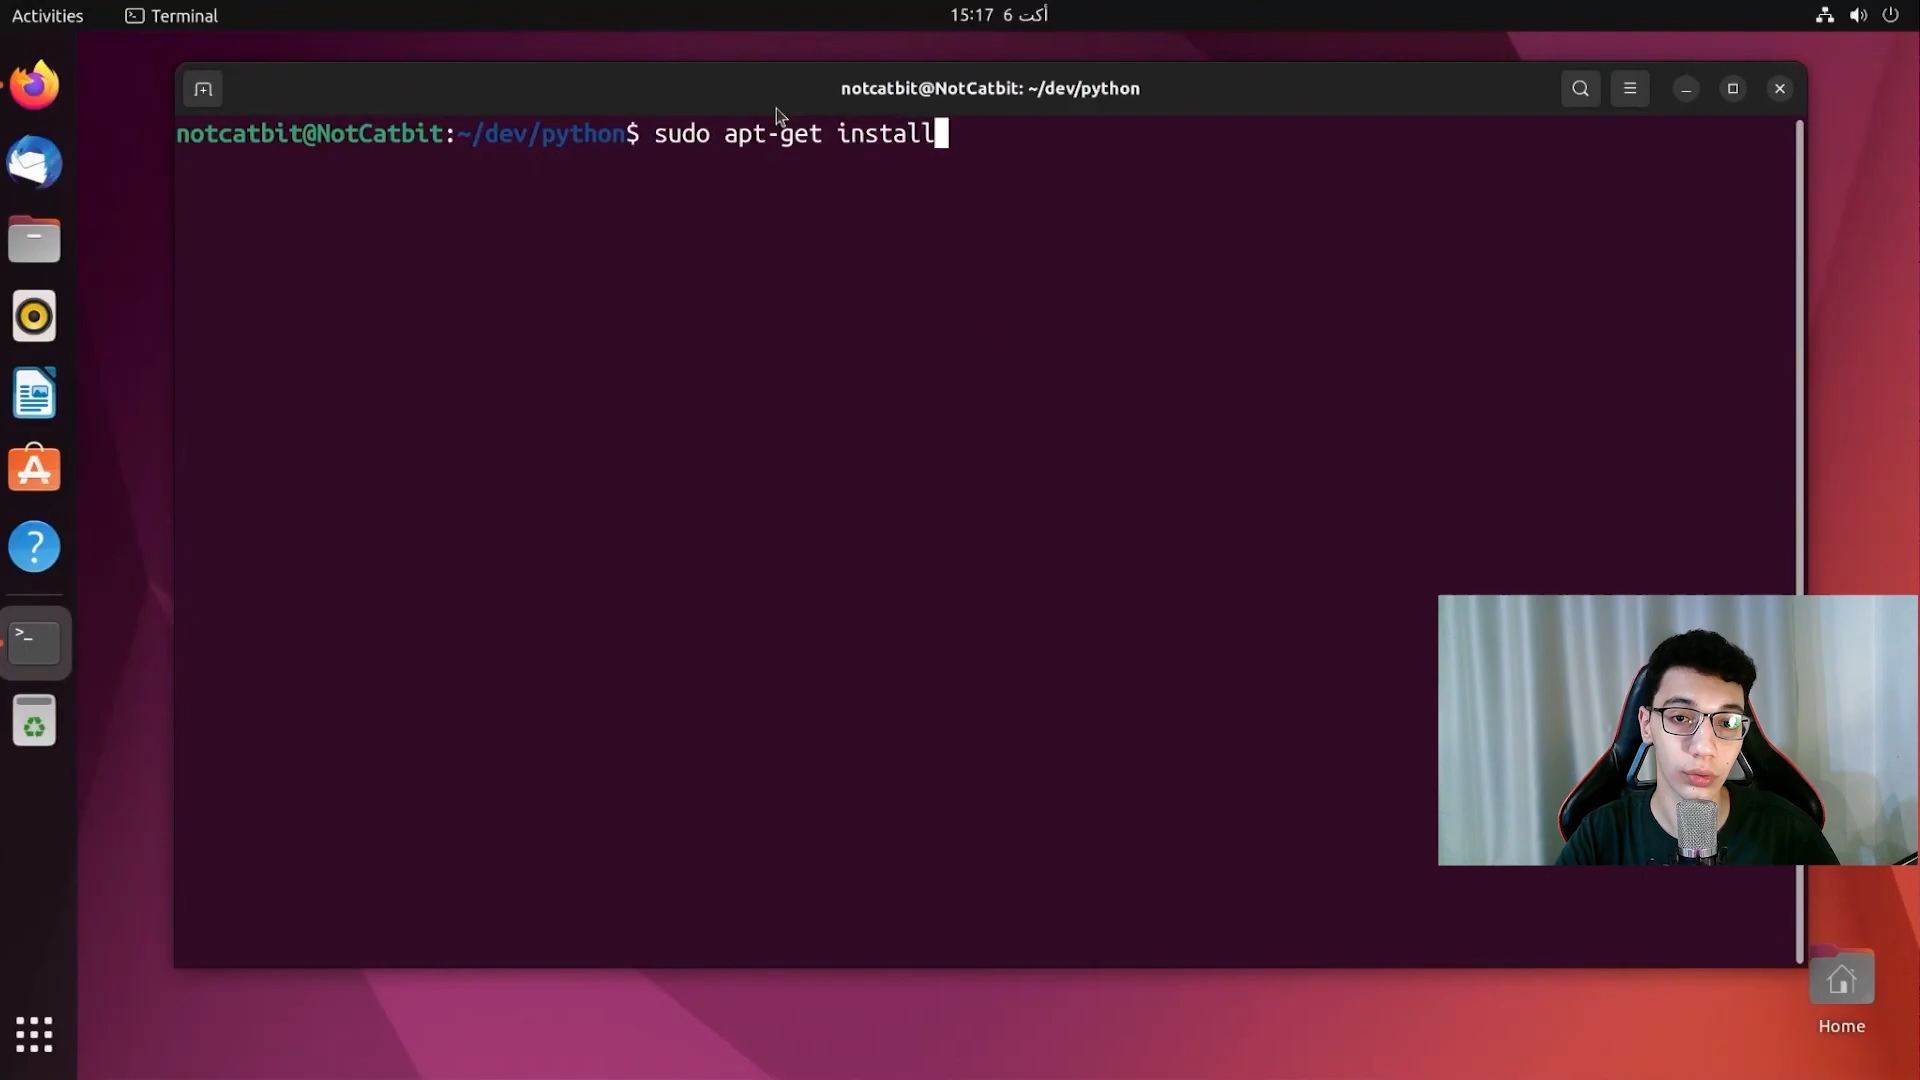 Activities
Terminal
15:17 6 أكت
notcatbit@NotCatbit: ~/dev/python
notcatbit@NotCatbit:~/dev/python$ sudo apt-get install
Home